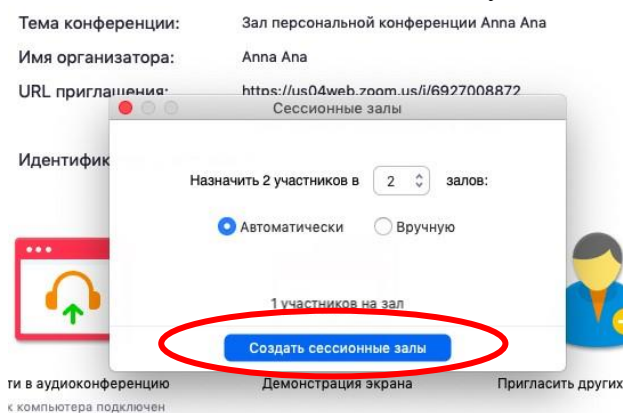 Тема конференции: Зал персональной конференции Anna Ana
Имя организатора: Anna Ana
URL приглашения: https://us04web.zoom.us/j/6927008872
Сессионные залы
Идентифик
Назначить 2 участников в 2 залов:
Автоматически Вручную
1 участников на зал
Создать сессионные залы
ти в аудиоконференцию Демонстрация экрана Пригласить других
к компьютера подключен